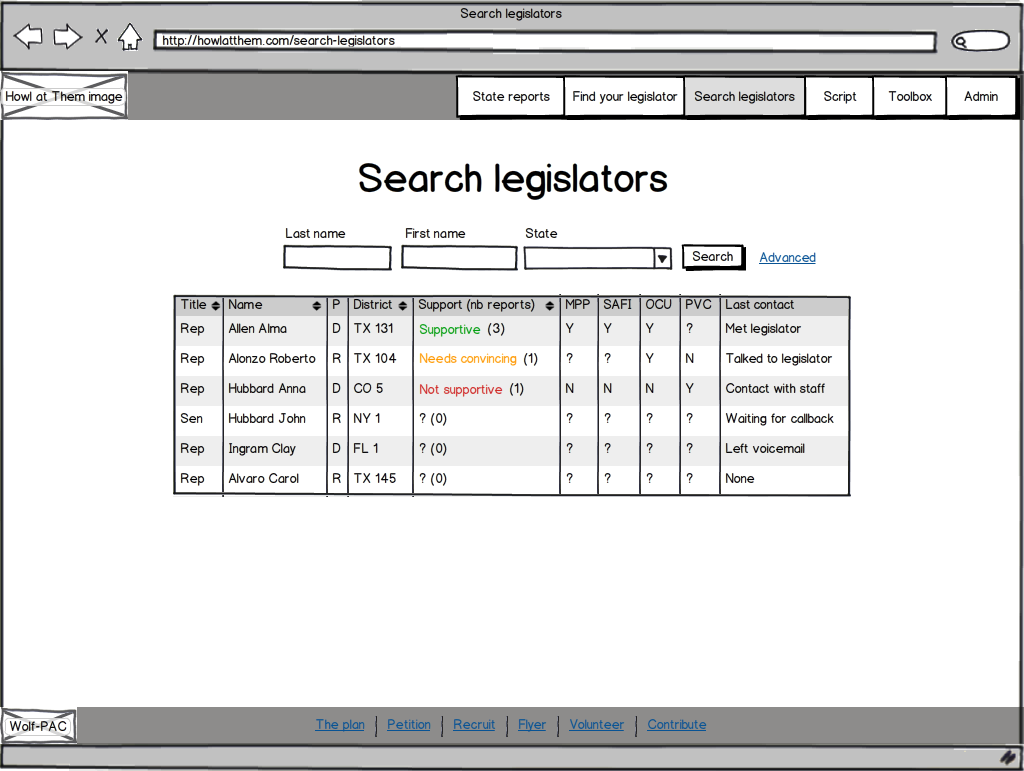 Search legislators
http://howlatthem.com/search-legislators
Howl at Them image
State reports Find your legislator Search legislators Script Toolbox Admin
Search legislators
Last name First name State
Search Advanced
Title Name P District Support (nb reports) MPP SAFI OCU PVC Last contact
Rep Allen Alma D TX 131 Supportive (3) Y Y Y ? Met legislator
Rep Alonzo Roberto R TX 104 Needs convincing (1) ? ? Y N Talked to legislator
Rep Hubbard Anna D CO 5 Not supportive (1) N N N Y Contact with staff
Sen Hubbard John R NY 1 ? (0) ? ? ? ? Waiting for callback
Rep Ingram Clay D FL 1 ? (0) ? ? ? ? Left voicemail
Rep Alvaro Carol R TX 145 ? (0) ? ? ? ? None
Wolf-PAC
The plan Petition Recruit Flyer Volunteer Contribute